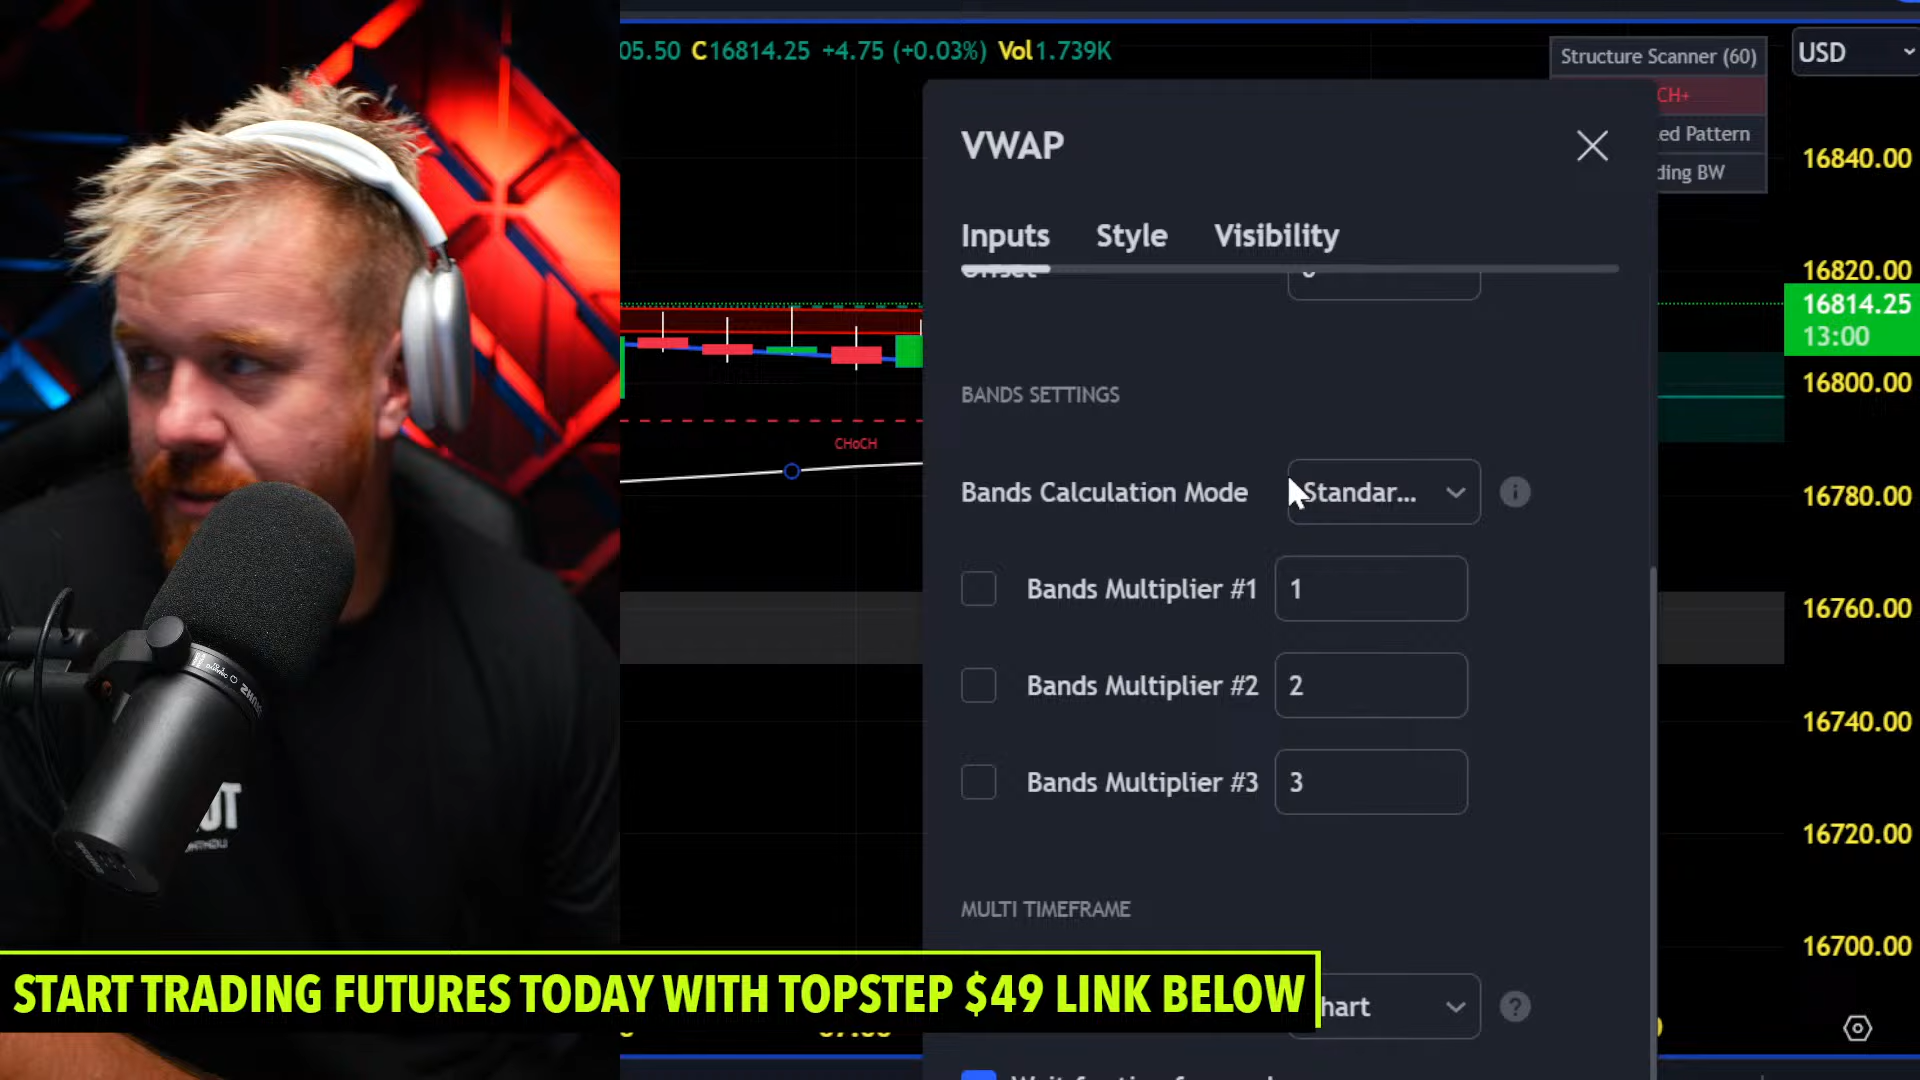 05.50 C16814.25 +4.75 (+0.03%) Vol1.739K
Structure Scanner (60)
USD
CH+
ed Pattern
ding BW
VWAP
Inputs Style Visibility
Offset
BANDS SETTINGS
Bands Calculation Mode Standar...
Bands Multiplier #1 1
Bands Multiplier #2 2
Bands Multiplier #3 3
MULTI TIMEFRAME
hart
CHoCH
16840.00
16820.00
16814.25
13:00
16800.00
16780.00
16760.00
16740.00
16720.00
16700.00
START TRADING FUTURES TODAY WITH TOPSTEP $49 LINK BELOW